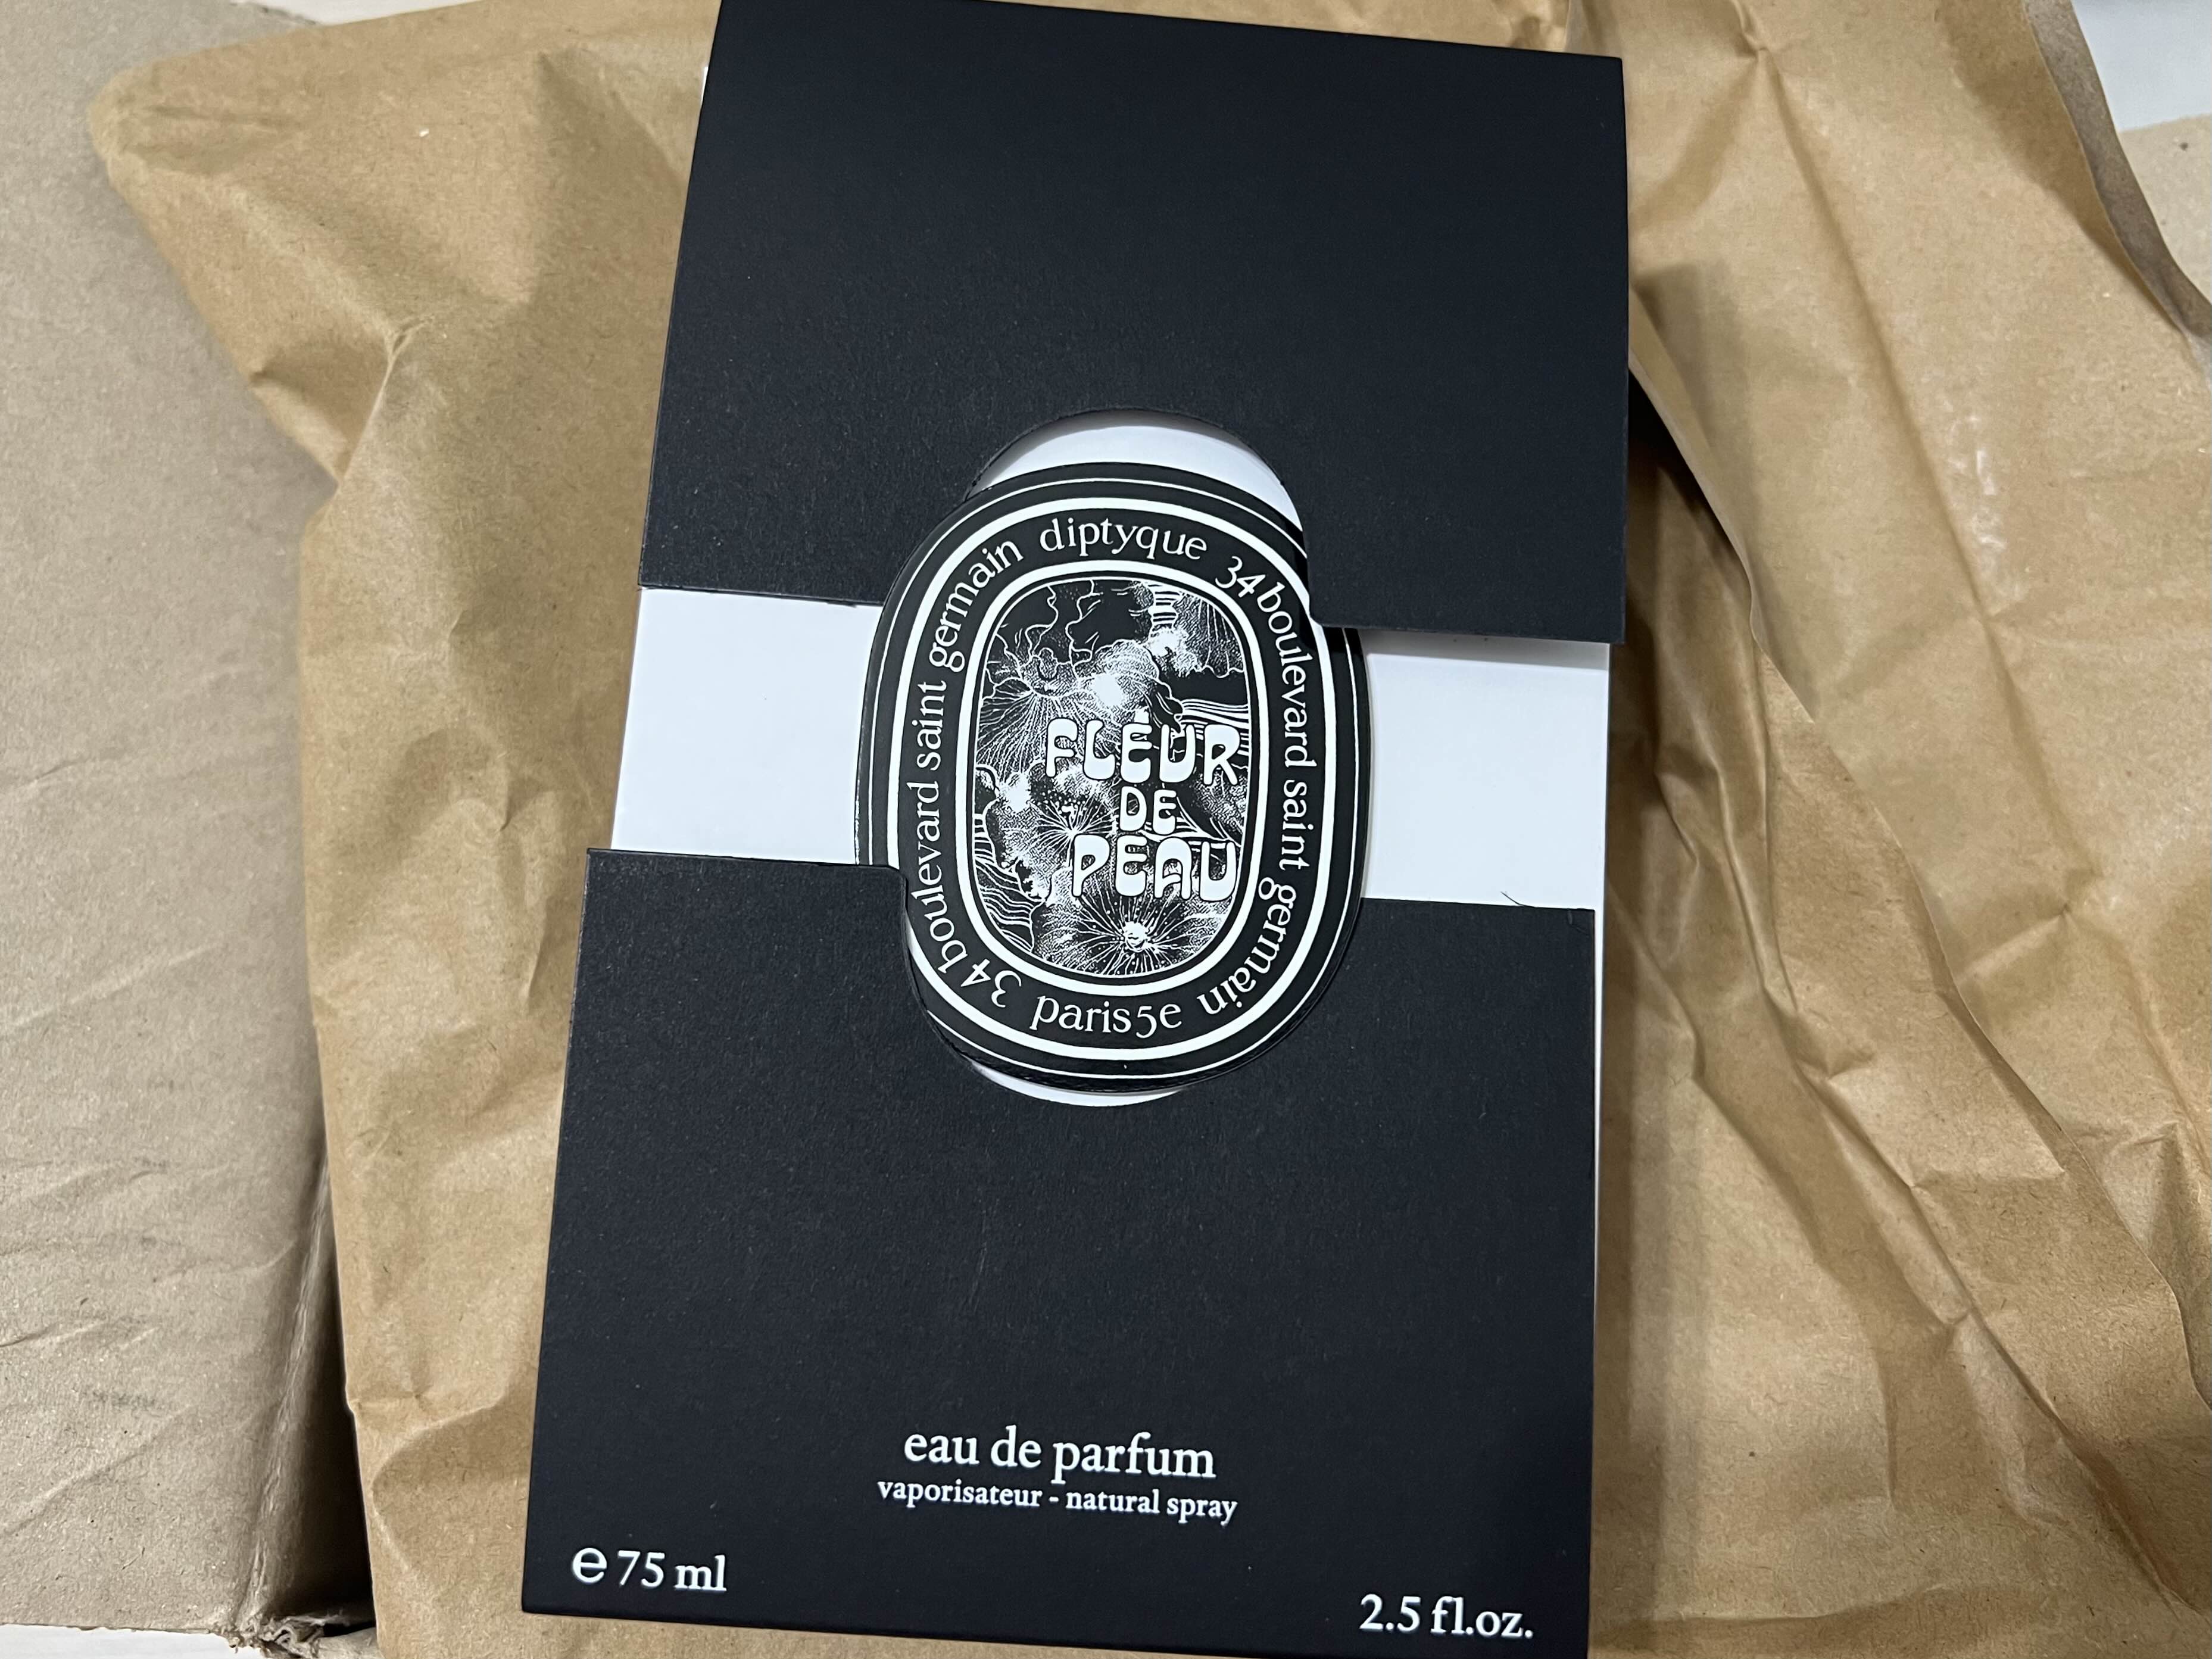 diptyque 34 boulevard saint germain paris 5e 34 boulevard saint germain
FLEUR
DE
PEAU
eau de parfum
vaporisateur - natural spray
e 75 ml
2.5 fl.oz.